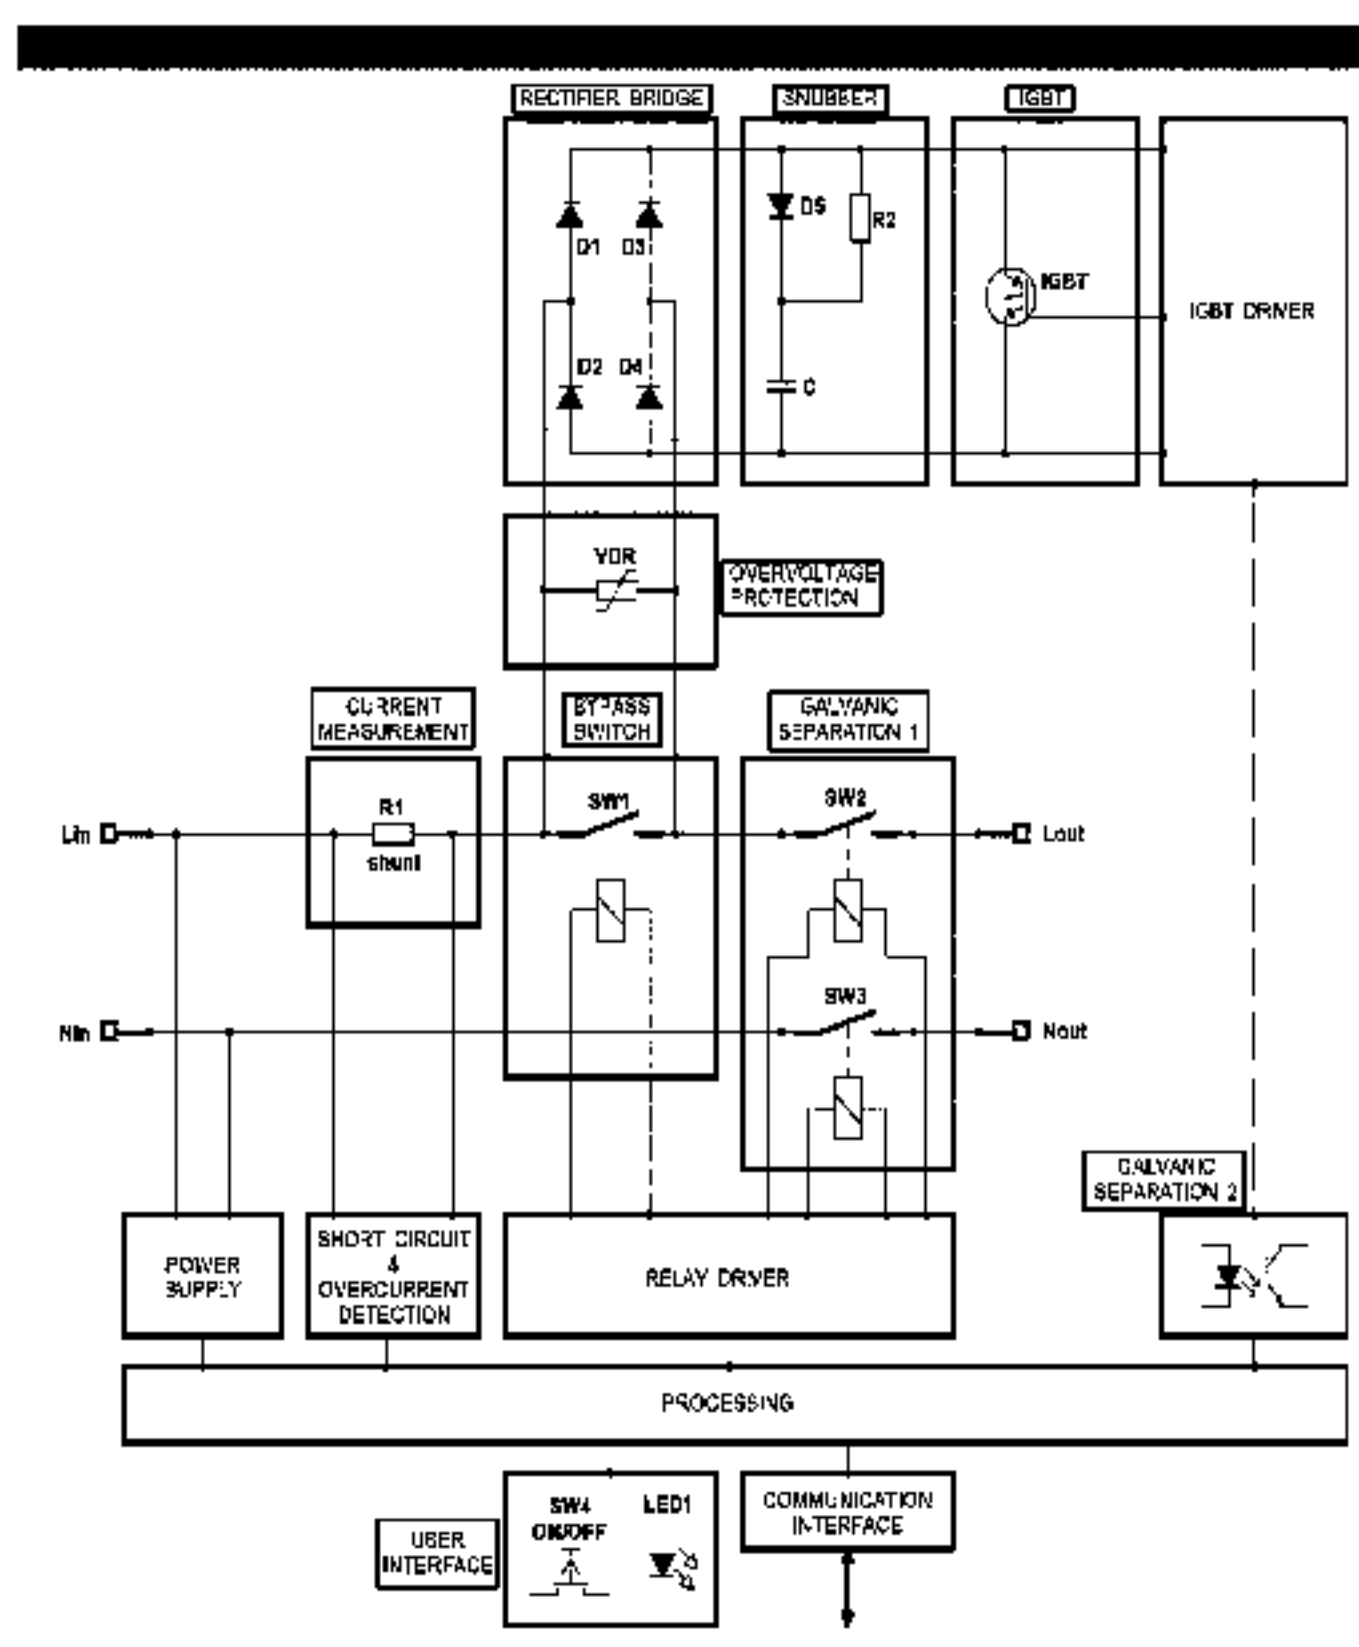 RECTIFIER BRIDGE
SNUBBER
IGBT
D1 D3
D5
R2
IGBT
IGBT DRIVER
D2 D4
C
VDR
OVERVOLTAGE
PROTECTION
CURRENT
MEASUREMENT
BYPASS
SWITCH
GALVANIC
SEPARATION 1
R1
shunt
SW1
SW2
Lin
Lout
SW3
Nin
Nout
GALVANIC
SEPARATION 2
POWER
SUPPLY
SHORT CIRCUIT
&
OVERCURRENT
DETECTION
RELAY DRIVER
PROCESSING
USER
INTERFACE
SW4
ON/OFF
LED1
COMMUNICATION
INTERFACE